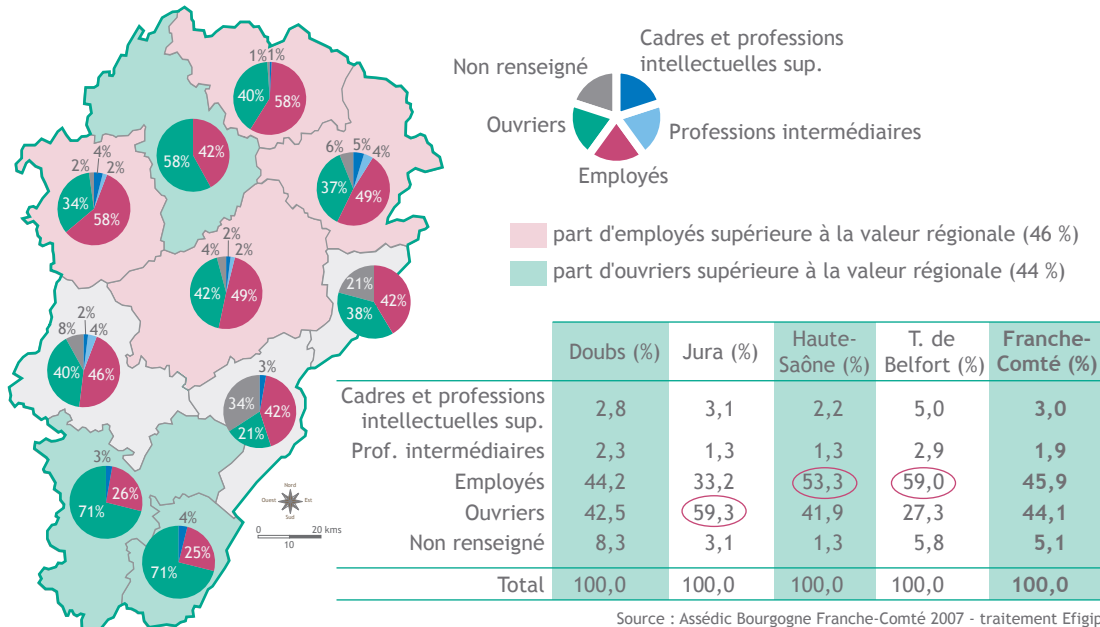 1% 1%
40% 58%
58% 42%
2% 4% 2%
34% 58%
6% 5% 4%
37% 49%
4% 2% 2%
42% 49%
21% 42%
38%
8% 2% 4%
40% 46%
3%
34% 42%
21%
3%
26%
71%
4%
25%
71%
Nord
Ouest Est
Sud
0 20 kms
10
Cadres et professions
intellectuelles sup.
Non renseigné
Ouvriers
Professions intermédiaires
Employés
part d'employés supérieure à la valeur régionale (46 %)
part d'ouvriers supérieure à la valeur régionale (44 %)
Doubs (%) Jura (%) Haute-Saône (%) T. de Belfort (%) Franche-Comté (%)
Cadres et professions
intellectuelles sup. 2,8 3,1 2,2 5,0 3,0
Prof. intermédiaires 2,3 1,3 1,3 2,9 1,9
Employés 44,2 33,2 53,3 59,0 45,9
Ouvriers 42,5 59,3 41,9 27,3 44,1
Non renseigné 8,3 3,1 1,3 5,8 5,1
Total 100,0 100,0 100,0 100,0 100,0
Source : Assédic Bourgogne Franche-Comté 2007 - traitement Efigip